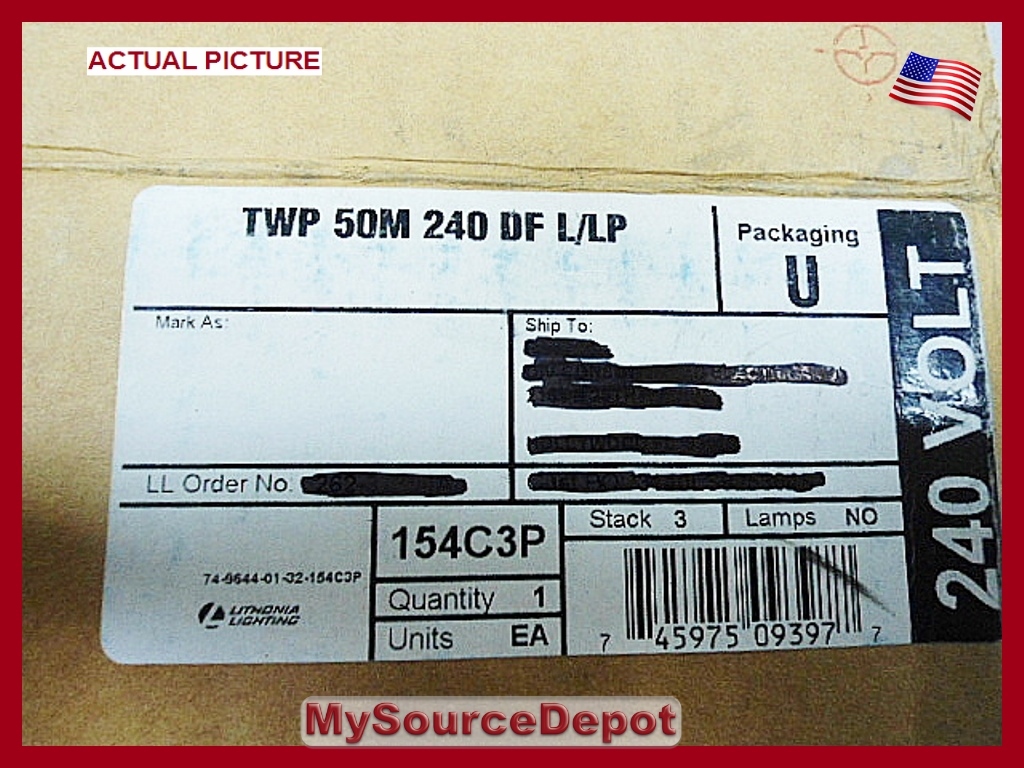 ACTUAL PICTURE
TWP 50M 240 DF L/LP
Packaging
U
240 VOLT
Mark As:
Ship To:
LL Order No.
154C3P
Stack 3
Lamps NO
74-9644-01-32-154C3P
LITHONIA
LIGHTING
Quantity 1
Units EA
7 45975 09397 7
MySourceDepot